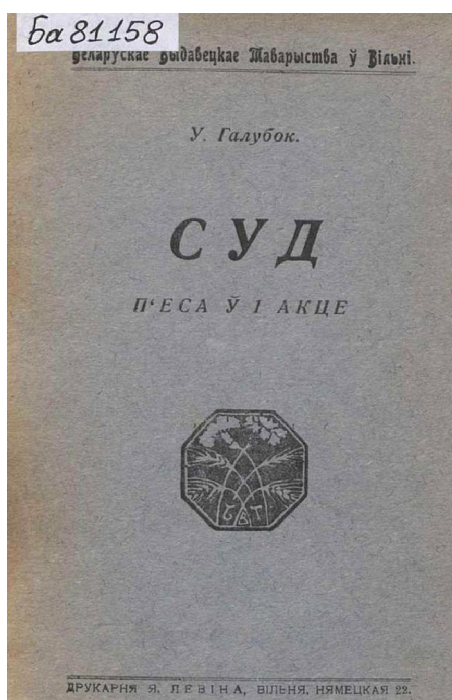 Ба 81158
Беларускае Выдавецкае Таварыства ў Вільні.
У. Галубок.
СУД
П‘ЕСА Ў 1 АКЦЕ
Б В Т
ДРУКАРНЯ Я. ЛЕВІНА, ВІЛЬНЯ, НЯМЕЦКАЯ 22.